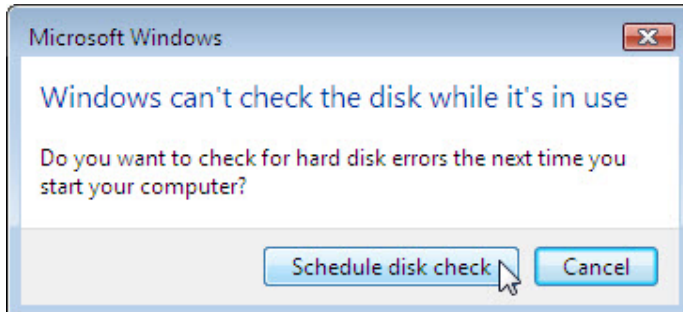 Microsoft Windows
Windows can't check the disk while it's in use
Do you want to check for hard disk errors the next time you
start your computer?
Schedule disk check
Cancel